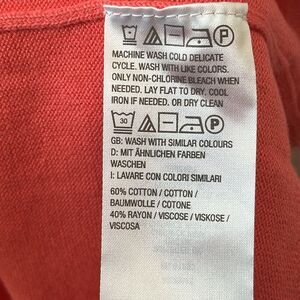 P
MACHINE WASH COLD DELICATE
CYCLE. WASH WITH LIKE COLORS.
ONLY NON-CHLORINE BLEACH WHEN
NEEDED. LAY FLAT TO DRY. COOL
IRON IF NEEDED. OR DRY CLEAN
30 P
GB: WASH WITH SIMILAR COLOURS
D: MIT ÄHNLICHEN FARBEN
WASCHEN
I: LAVARE CON COLORI SIMILARI
60% COTTON / COTTON /
BAUMWOLLE / COTONE
40% RAYON / VISCOSE / VISKOSE /
VISCOSA